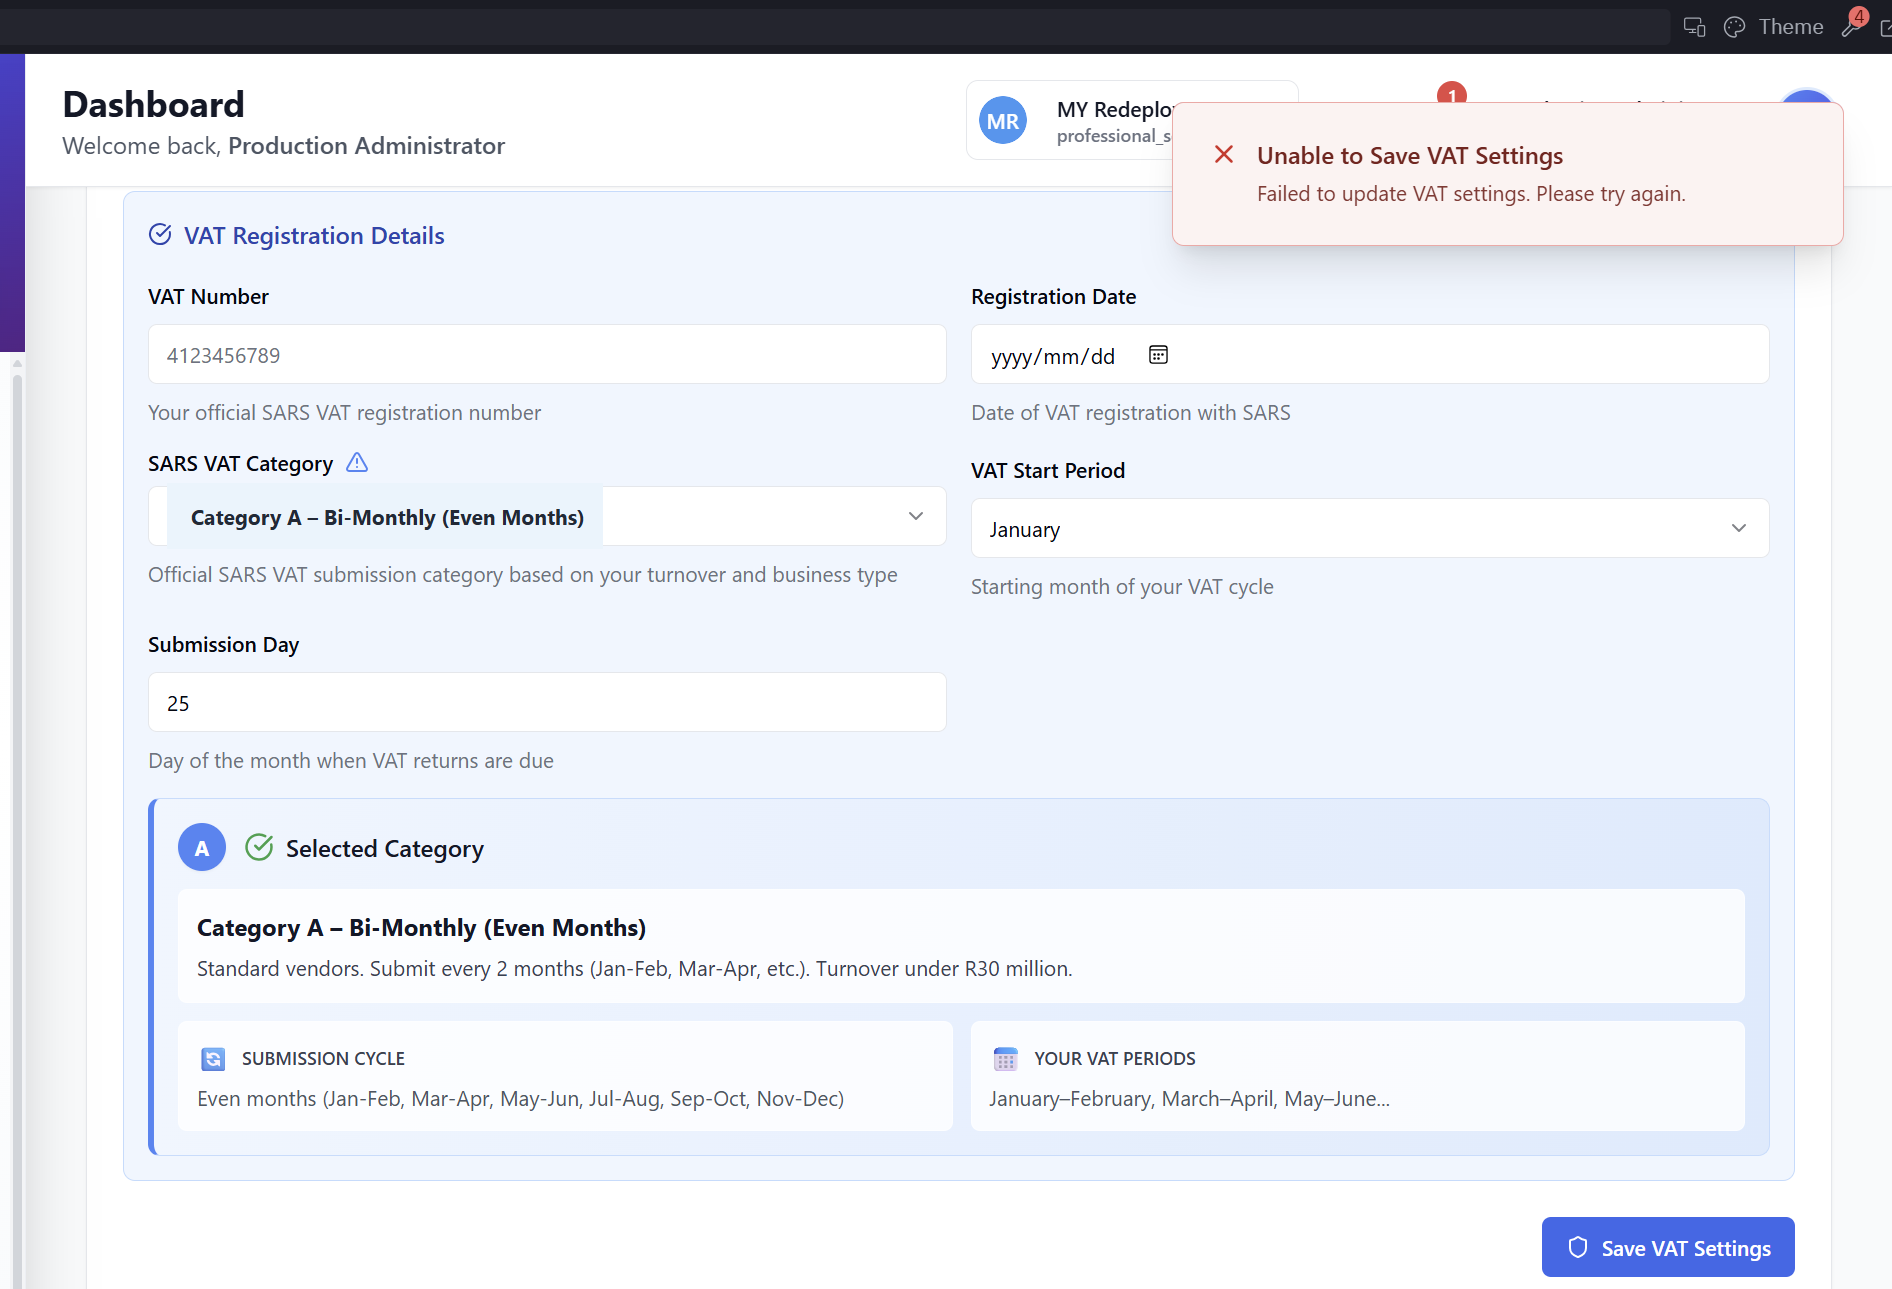 Theme
4
Dashboard
Welcome back, Production Administrator
MR
MY Redeplo
professional_s
1
Unable to Save VAT Settings
Failed to update VAT settings. Please try again.
VAT Registration Details
VAT Number
4123456789
Your official SARS VAT registration number
Registration Date
yyyy/mm/dd
Date of VAT registration with SARS
SARS VAT Category
Category A – Bi-Monthly (Even Months)
Official SARS VAT submission category based on your turnover and business type
VAT Start Period
January
Starting month of your VAT cycle
Submission Day
25
Day of the month when VAT returns are due
A
Selected Category
Category A – Bi-Monthly (Even Months)
Standard vendors. Submit every 2 months (Jan-Feb, Mar-Apr, etc.). Turnover under R30 million.
SUBMISSION CYCLE
Even months (Jan-Feb, Mar-Apr, May-Jun, Jul-Aug, Sep-Oct, Nov-Dec)
YOUR VAT PERIODS
January–February, March–April, May–June...
Save VAT Settings